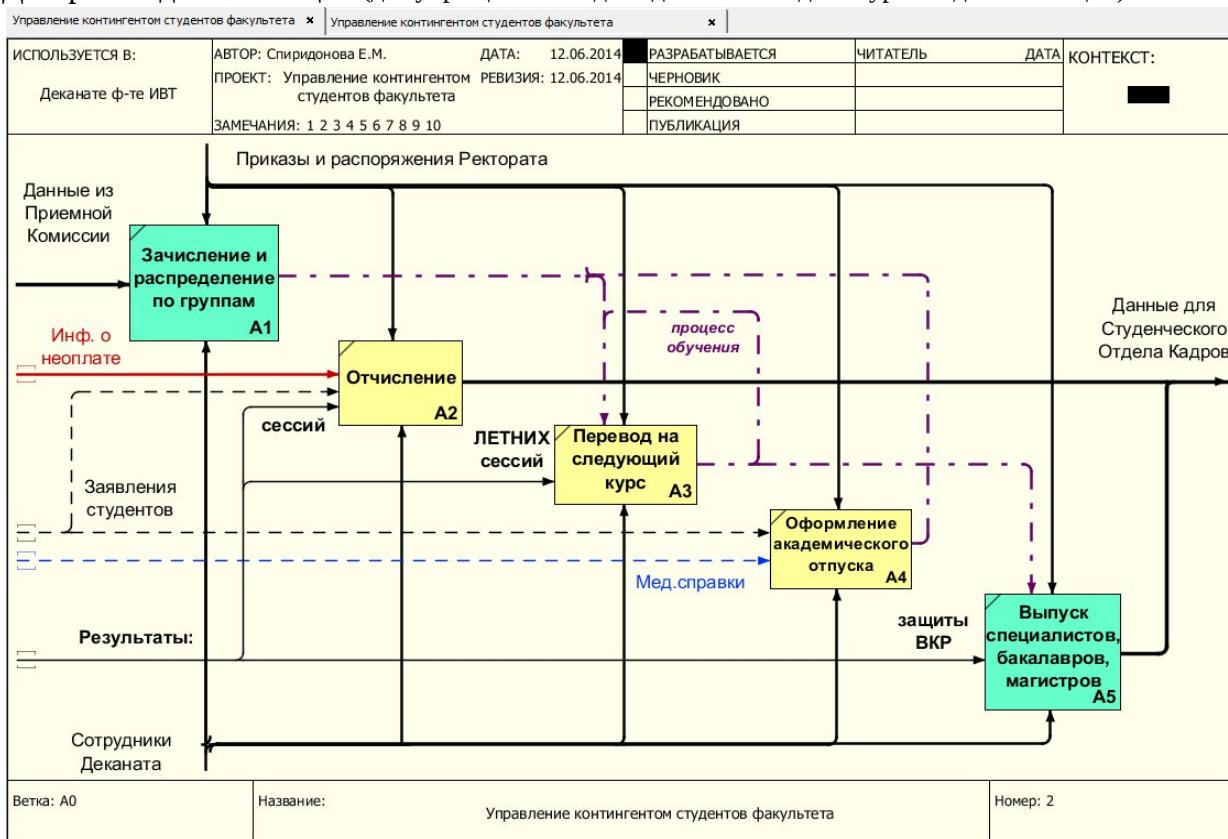 Управление контингентом студентов факультета × Управление контингентом студентов факультета ×
ИСПОЛЬЗУЕТСЯ В:
Деканате ф-те ИВТ
АВТОР: Спиридонова Е.М. ДАТА: 12.06.2014
ПРОЕКТ: Управление контингентом студентов факультета РЕВИЗИЯ: 12.06.2014
ЗАМЕЧАНИЯ: 1 2 3 4 5 6 7 8 9 10
РАЗРАБАТЫВАЕТСЯ
ЧЕРНОВИК
РЕКОМЕНДОВАНО
ПУБЛИКАЦИЯ
ЧИТАТЕЛЬ ДАТА
КОНТЕКСТ:
Приказы и распоряжения Ректората
Данные из
Приемной
Комиссии
Зачисление и
распределение
по группам
A1
Инф. о
неоплате
Отчисление
A2
процесс
обучения
Данные для
Студенческого
Отдела Кадров
сессий
ЛЕТНИХ
сессий
Перевод на
следующий
курс
A3
Заявления
студентов
Оформление
академического
отпуска
A4
Мед.справки
Результаты:
защиты
ВКР
Выпуск
специалистов,
бакалавров,
магистров
A5
Сотрудники
Деканата
Ветка: A0
Название:
Управление контингентом студентов факультета
Номер: 2